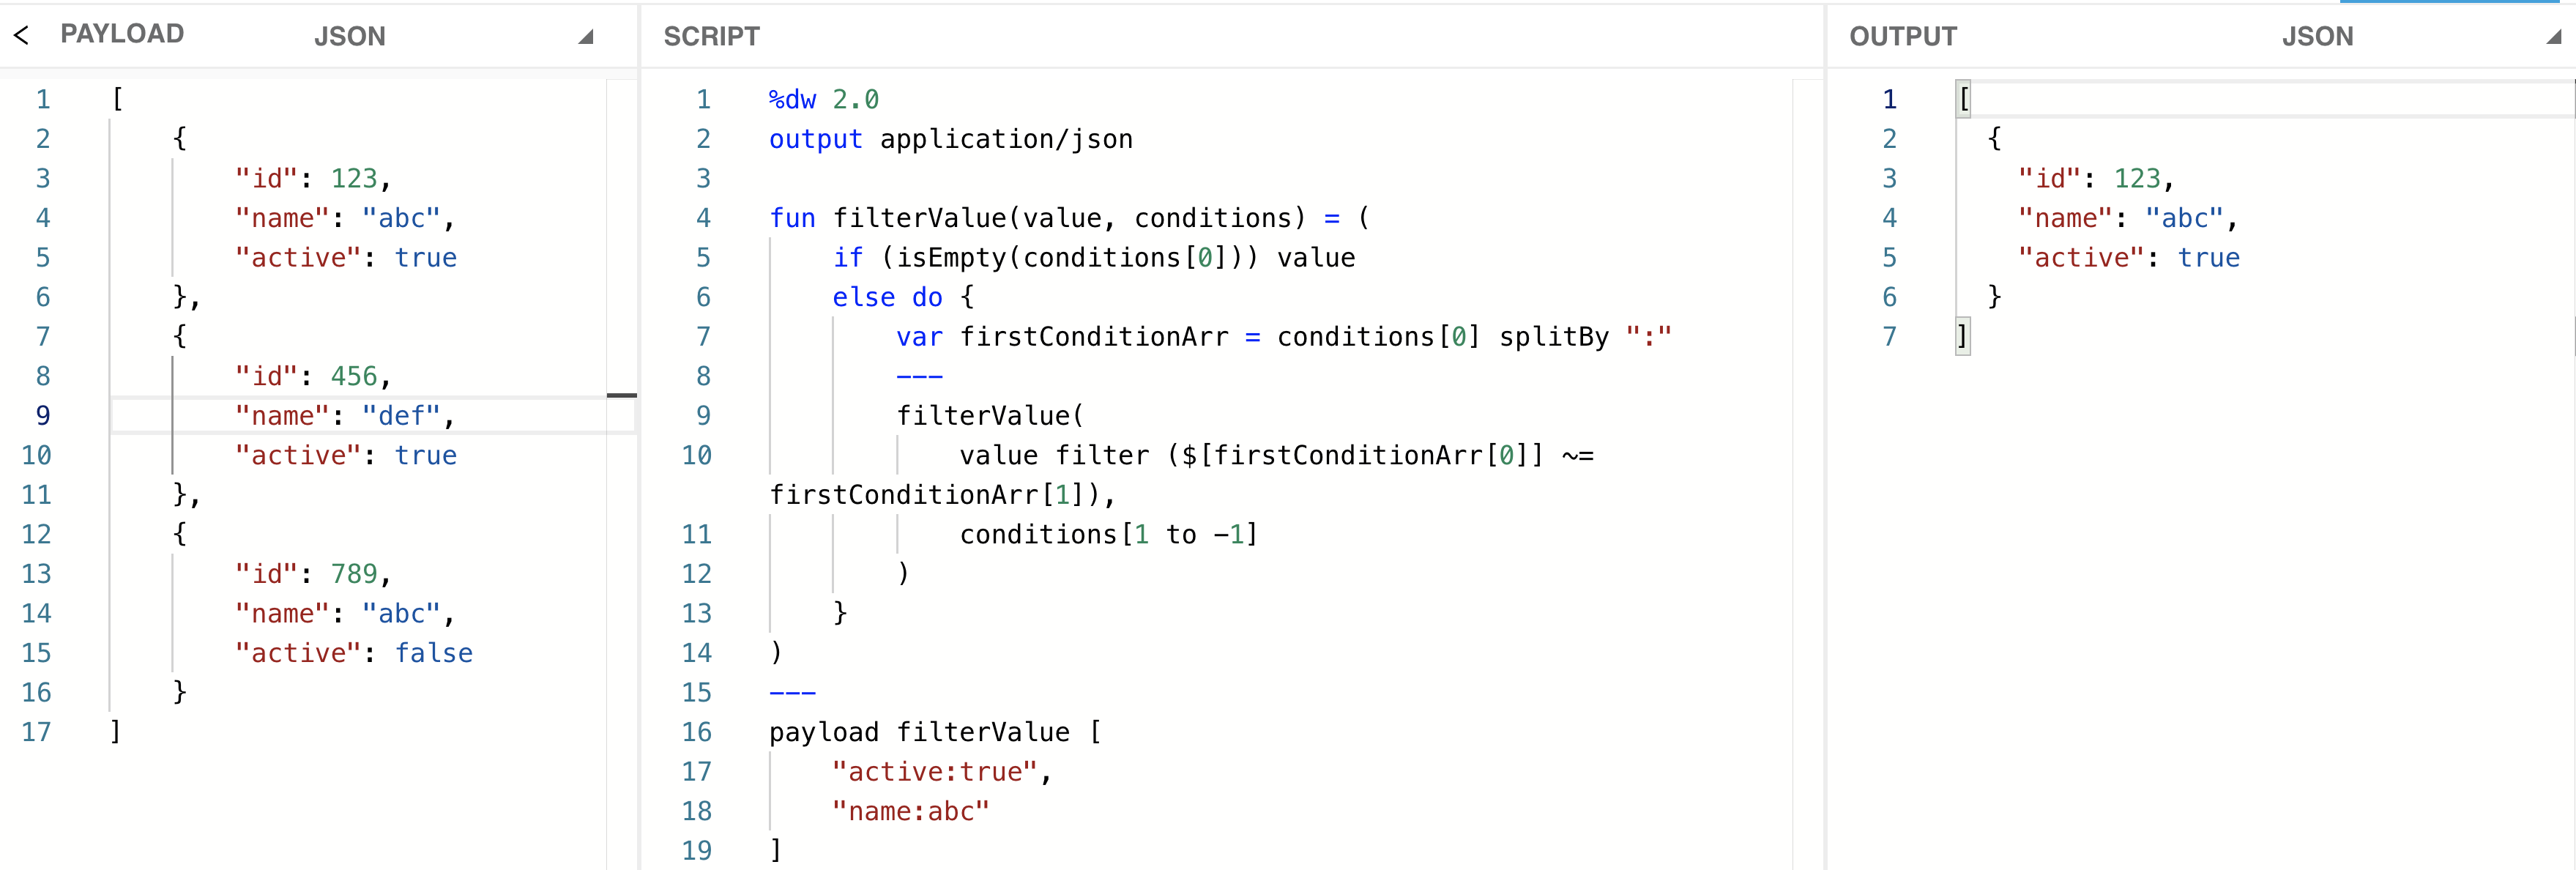 < PAYLOAD JSON
1 [
2 {
3 "id": 123,
4 "name": "abc",
5 "active": true
6 },
7 {
8 "id": 456,
9 "name": "def",
10 "active": true
11 },
12 {
13 "id": 789,
14 "name": "abc",
15 "active": false
16 }
17 ]
SCRIPT
1 %dw 2.0
2 output application/json
3
4 fun filterValue(value, conditions) = (
5 if (isEmpty(conditions[0])) value
6 else do {
7 var firstConditionArr = conditions[0] splitBy ":"
8 ---
9 filterValue(
10 value filter ($[firstConditionArr[0]] ~=
firstConditionArr[1]),
11 conditions[1 to -1]
12 )
13 }
14 )
15 ---
16 payload filterValue [
17 "active:true",
18 "name:abc"
19 ]
OUTPUT JSON
1 [
2 {
3 "id": 123,
4 "name": "abc",
5 "active": true
6 }
7 ]